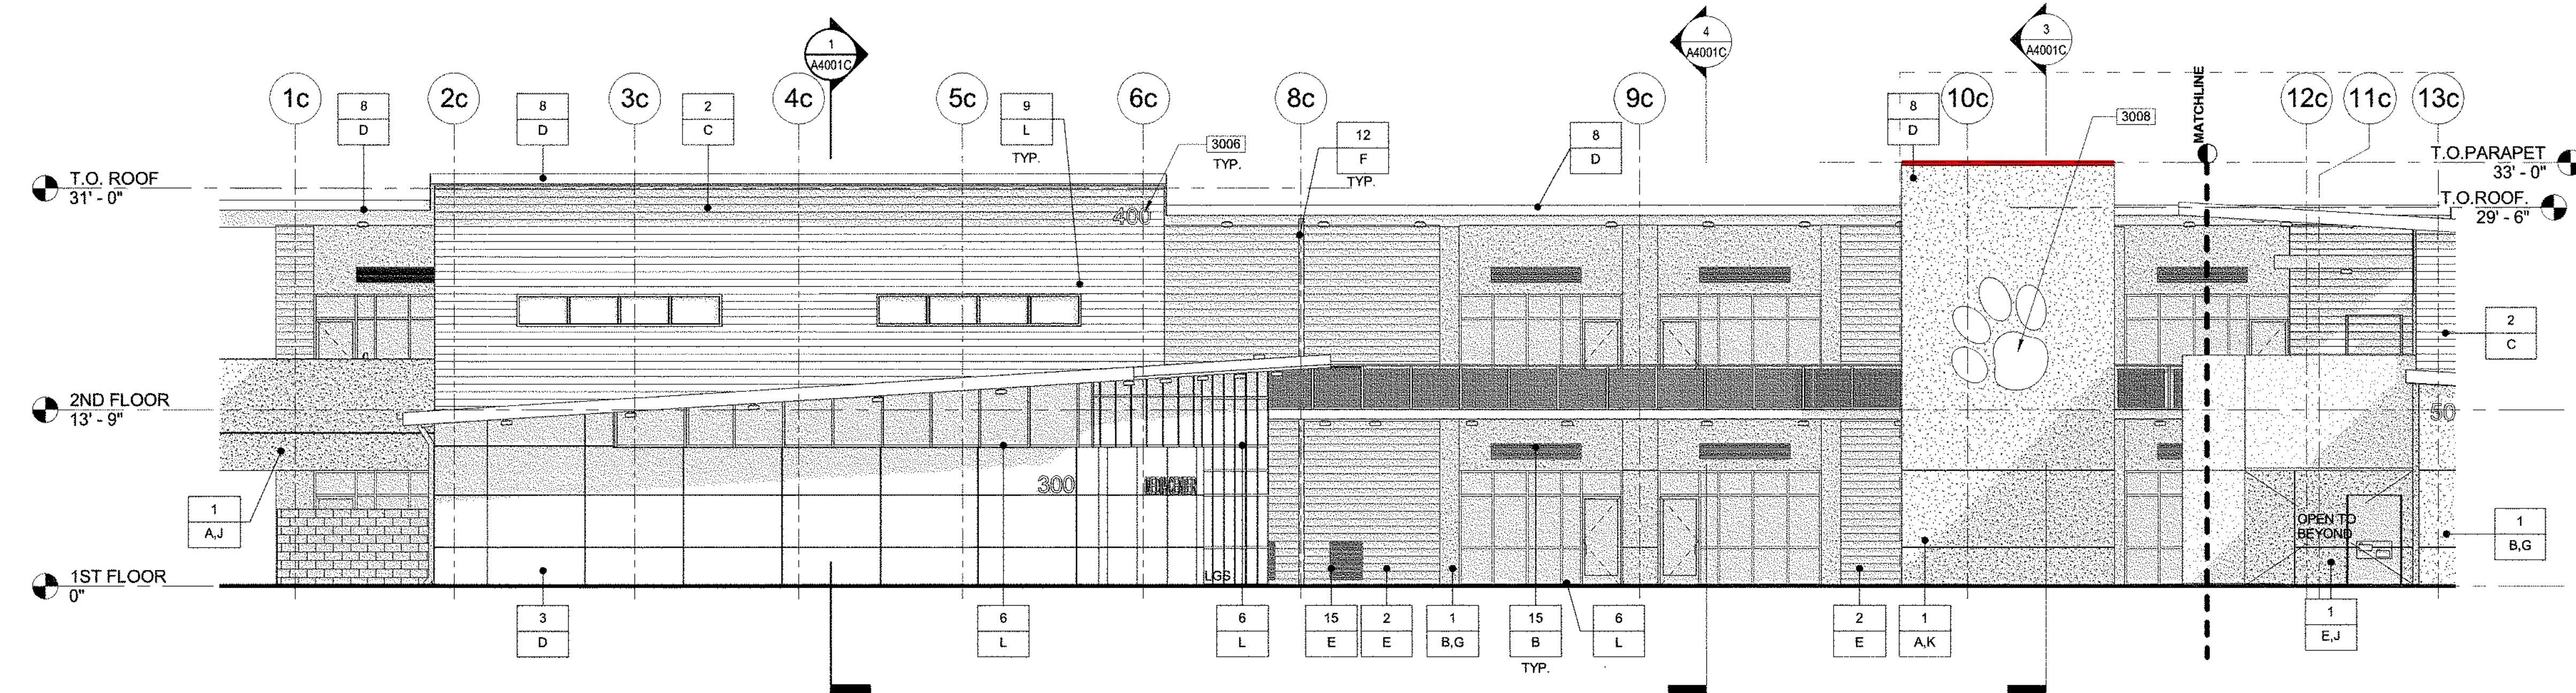 1
A4001C
4
A4001C
3
A4001C
1c
2c
3c
4c
5c
6c
8c
9c
10c
12c
11c
13c
MATCHLINE
8
D
8
D
2
C
9
L
TYP.
3006
TYP.
12
F
TYP.
8
D
8
D
3008
T.O. ROOF
31' - 0"
T.O.PARAPET
33' - 0"
T.O.ROOF.
29' - 6"
400
2
C
2ND FLOOR
13' - 9"
50
1
A,J
300
OPEN TO
BEYOND
1
B,G
1ST FLOOR
0"
LGS
3
D
6
L
6
L
15
E
2
E
1
B,G
15
B
TYP.
6
L
2
E
1
A,K
1
E,J